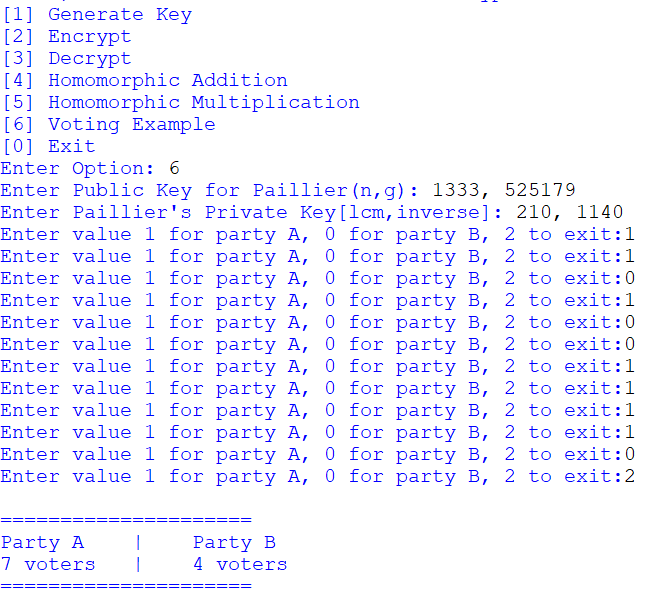 [1] Generate Key
[2] Encrypt
[3] Decrypt
[4] Homomorphic Addition
[5] Homomorphic Multiplication
[6] Voting Example
[0] Exit
Enter Option: 6
Enter Public Key for Paillier(n,g): 1333, 525179
Enter Paillier's Private Key[lcm,inverse]: 210, 1140
Enter value 1 for party A, 0 for party B, 2 to exit:1
Enter value 1 for party A, 0 for party B, 2 to exit:1
Enter value 1 for party A, 0 for party B, 2 to exit:0
Enter value 1 for party A, 0 for party B, 2 to exit:1
Enter value 1 for party A, 0 for party B, 2 to exit:0
Enter value 1 for party A, 0 for party B, 2 to exit:0
Enter value 1 for party A, 0 for party B, 2 to exit:1
Enter value 1 for party A, 0 for party B, 2 to exit:1
Enter value 1 for party A, 0 for party B, 2 to exit:1
Enter value 1 for party A, 0 for party B, 2 to exit:1
Enter value 1 for party A, 0 for party B, 2 to exit:0
Enter value 1 for party A, 0 for party B, 2 to exit:2
=====================
Party A    |    Party B
7 voters   |    4 voters
=====================